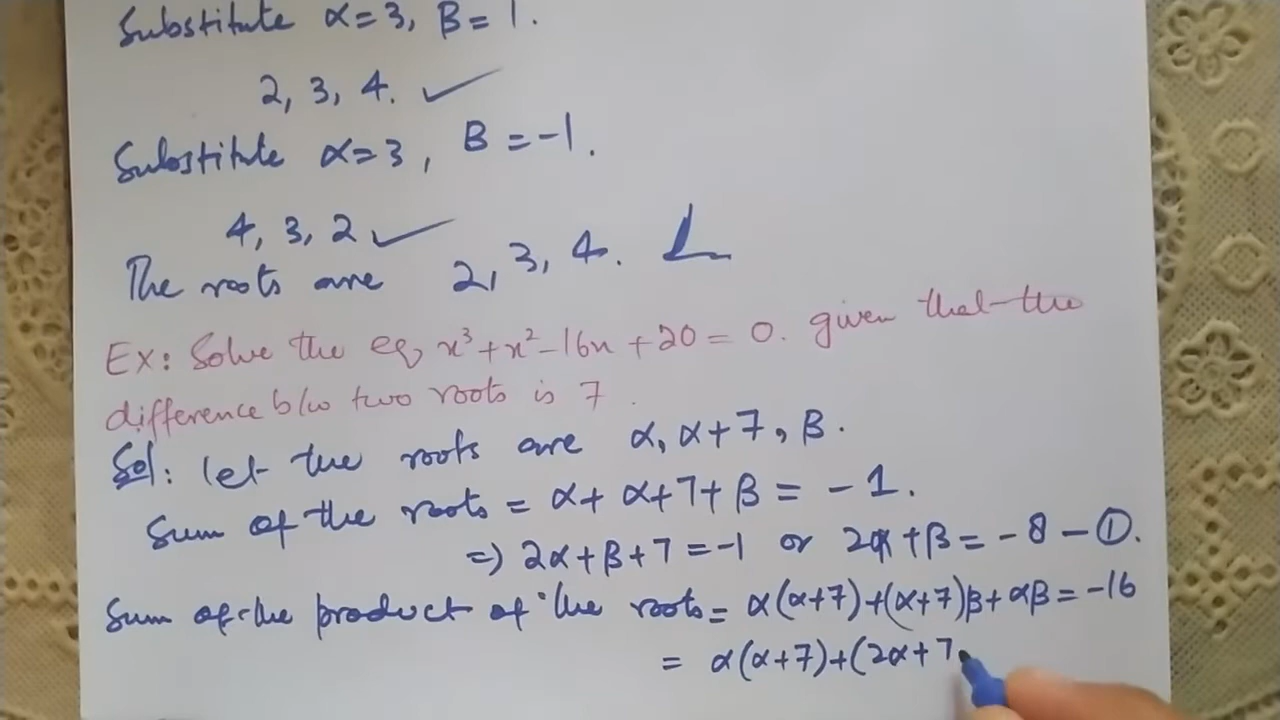 Substitute α=3, β=1.
2, 3, 4. ✓
Substitute α=3, β=-1.
4, 3, 2 ✓
The roots are 2, 3, 4.
Ex: Solve the eq x³+x²-16x+20=0. given that the
difference b/w two roots is 7.
Sol: let the roots are α, α+7, β.
Sum of the roots = α+α+7+β = -1.
=) 2α+β+7=-1 or 2α+β=-8-①.
Sum of the product of the roots= α(α+7)+(α+7)β+αβ=-16
= α(α+7)+(2α+7